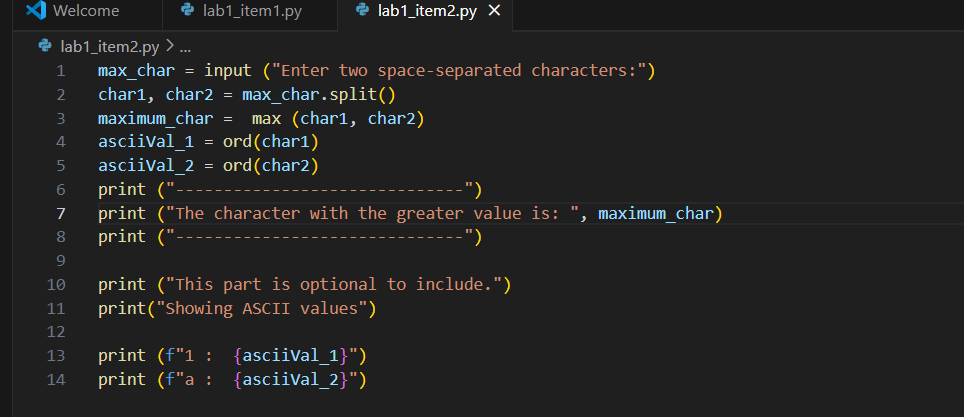 Welcome lab1_item1.py lab1_item2.py ✕
lab1_item2.py > ...
1 max_char = input ("Enter two space-separated characters:")
2 char1, char2 = max_char.split()
3 maximum_char =  max (char1, char2)
4 asciiVal_1 = ord(char1)
5 asciiVal_2 = ord(char2)
6 print ("------------------------------")
7 print ("The character with the greater value is: ", maximum_char)
8 print ("------------------------------")
9
10 print ("This part is optional to include.")
11 print("Showing ASCII values")
12
13 print (f"1 :  {asciiVal_1}")
14 print (f"a :  {asciiVal_2}")